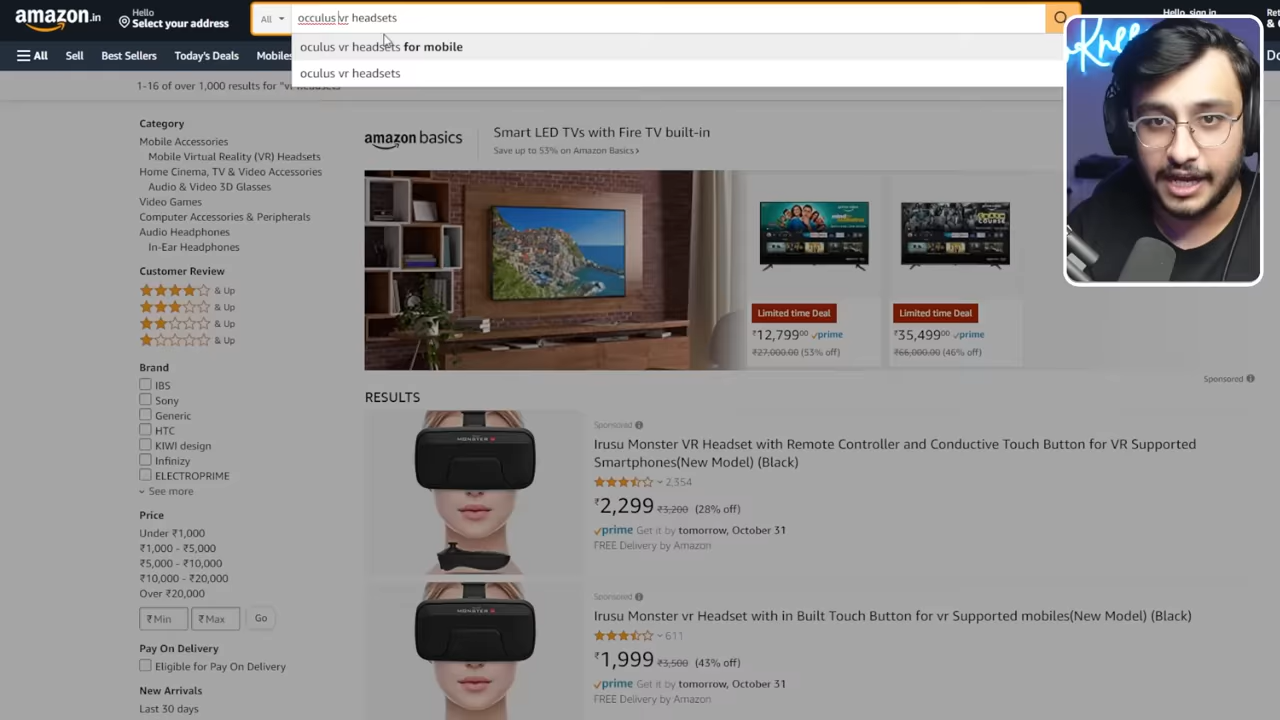 amazon.in
Hello
Select your address
All
occulus vr headsets
Hello, sign in
oculus vr headsets for mobile
oculus vr headsets
All
Sell
Best Sellers
Today's Deals
Mobiles
1-16 of over 1,000 results for "vr headsets"
Category
Mobile Accessories
Mobile Virtual Reality (VR) Headsets
Home Cinema, TV & Video Accessories
Audio & Video 3D Glasses
Video Games
Computer Accessories & Peripherals
Audio Headphones
In-Ear Headphones
Customer Review
& Up
& Up
& Up
& Up
Brand
IBS
Sony
Generic
HTC
KIWI design
Infinizy
ELECTROPRIME
See more
Price
Under ₹1,000
₹1,000 - ₹5,000
₹5,000 - ₹10,000
₹10,000 - ₹20,000
Over ₹20,000
₹ Min
₹ Max
Go
Pay On Delivery
Eligible for Pay On Delivery
New Arrivals
Last 30 days
amazon basics
Smart LED TVs with Fire TV built-in
Save up to 53% on Amazon Basics ›
Limited time Deal
₹12,799.00 prime
₹27,000.00 (53% off)
Limited time Deal
₹35,499.00 prime
₹66,000.00 (46% off)
Sponsored
RESULTS
Sponsored
Irusu Monster VR Headset with Remote Controller and Conductive Touch Button for VR Supported
Smartphones(New Model) (Black)
2,354
₹2,299 ₹3,200 (28% off)
prime Get it by tomorrow, October 31
FREE Delivery by Amazon
Sponsored
Irusu Monster vr Headset with in Built Touch Button for vr Supported mobiles(New Model) (Black)
611
₹1,999 ₹3,500 (43% off)
prime Get it by tomorrow, October 31
FREE Delivery by Amazon
MONSTER
MONSTER